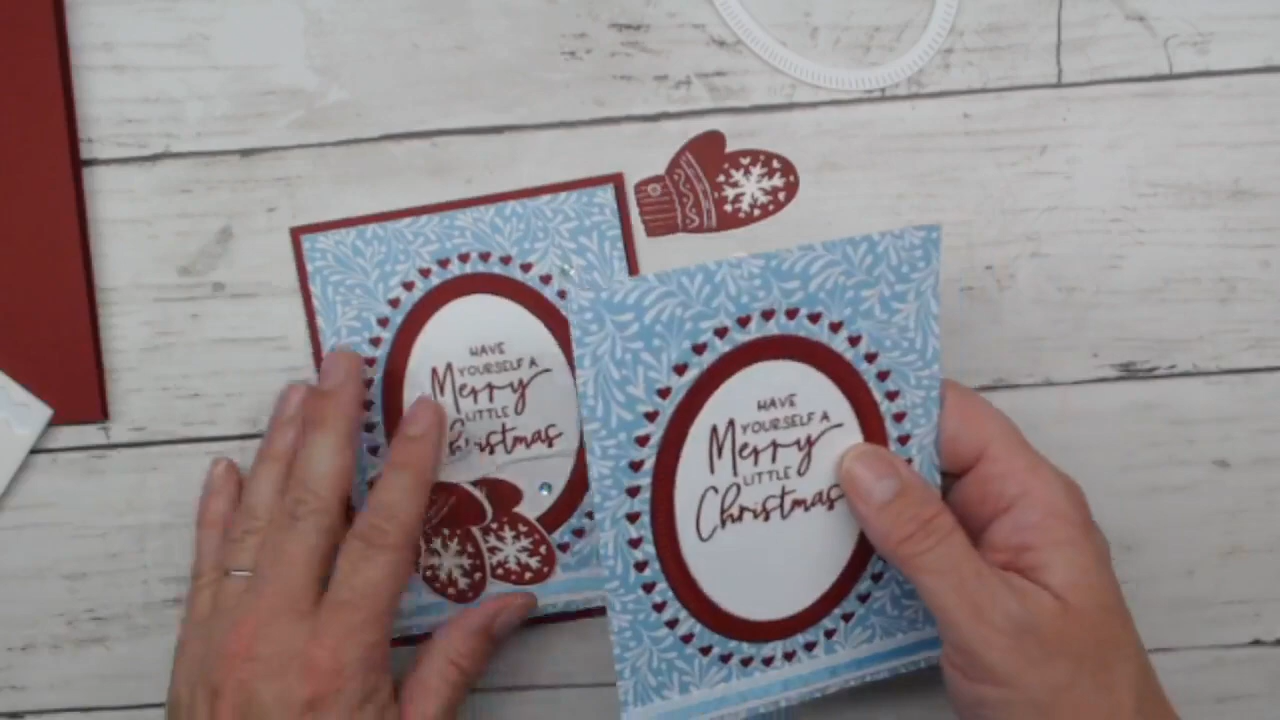 HAVE
YOURSELF A
Merry
LITTLE
Christmas
HAVE
YOURSELF A
Merry
LITTLE
Christmas